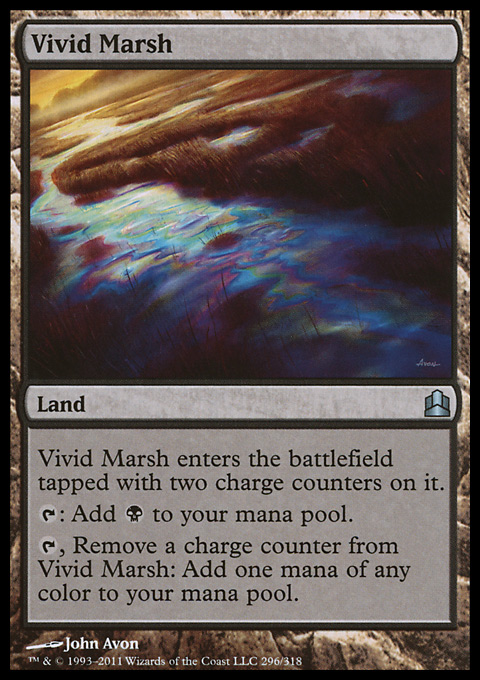 Vivid Marsh
Avon
Land
Vivid Marsh enters the battlefield
tapped with two charge counters on it.
: Add to your mana pool.
, Remove a charge counter from
Vivid Marsh: Add one mana of any
color to your mana pool.
John Avon
™ & © 1993–2011 Wizards of the Coast LLC 296/318